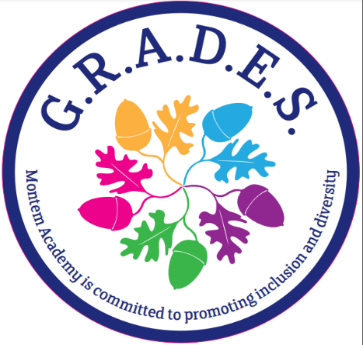 G.R.A.D.E.S.
Montem Academy is committed to promoting inclusion and diversity